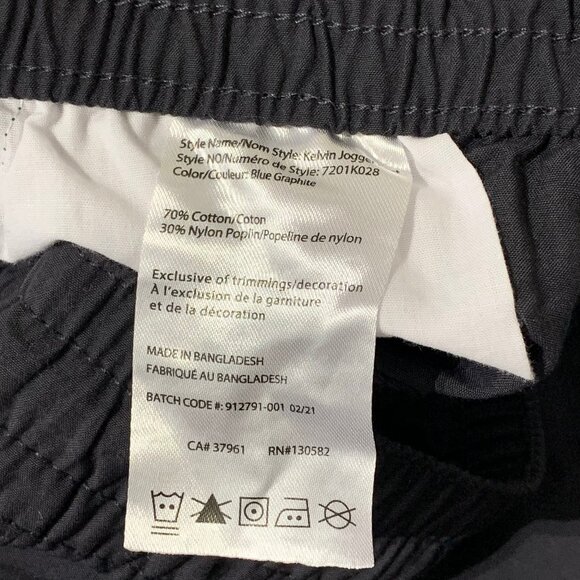 Style Name/Nom Style: Kelvin Jogger
Style NO/Numéro de Style: 7201K028
Color/Couleur: Blue Graphite
70% Cotton/Coton
30% Nylon Poplin/Popeline de nylon
Exclusive of trimmings/decoration
À l'exclusion de la garniture
et de la décoration
MADE IN BANGLADESH
FABRIQUÉ AU BANGLADESH
BATCH CODE #: 912791-001 02/21
CA# 37961 RN#130582